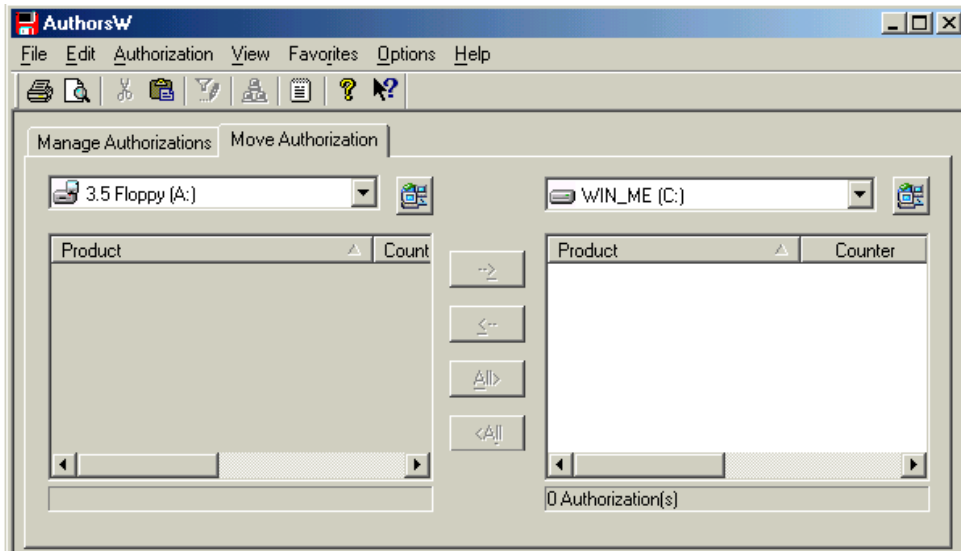 AuthorsW
File Edit Authorization View Favorites Options Help
Manage Authorizations Move Authorization
3.5 Floppy (A:) WIN_ME (C:)
Product Count Product Counter
-->
<--
All>
<All
0 Authorization(s)